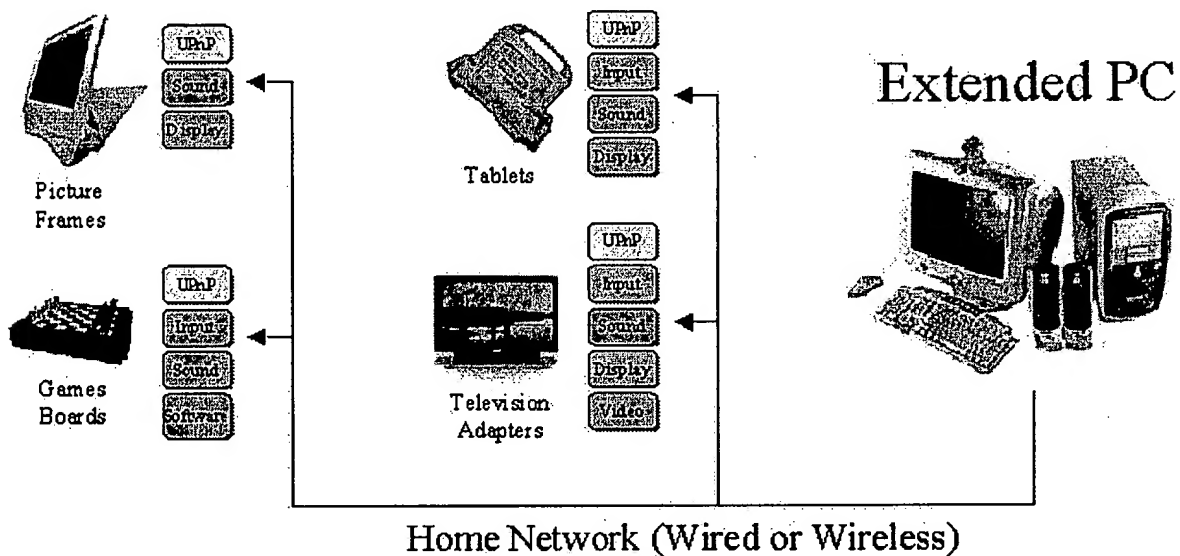 UPnP
Sound
Display
Picture
Frames
UPnP
Input
Sound
Display
Tablets
Extended PC
UPnP
Input
Sound
Software
Games
Boards
UPnP
Input
Sound
Display
Video
Television
Adapters
Home Network (Wired or Wireless)